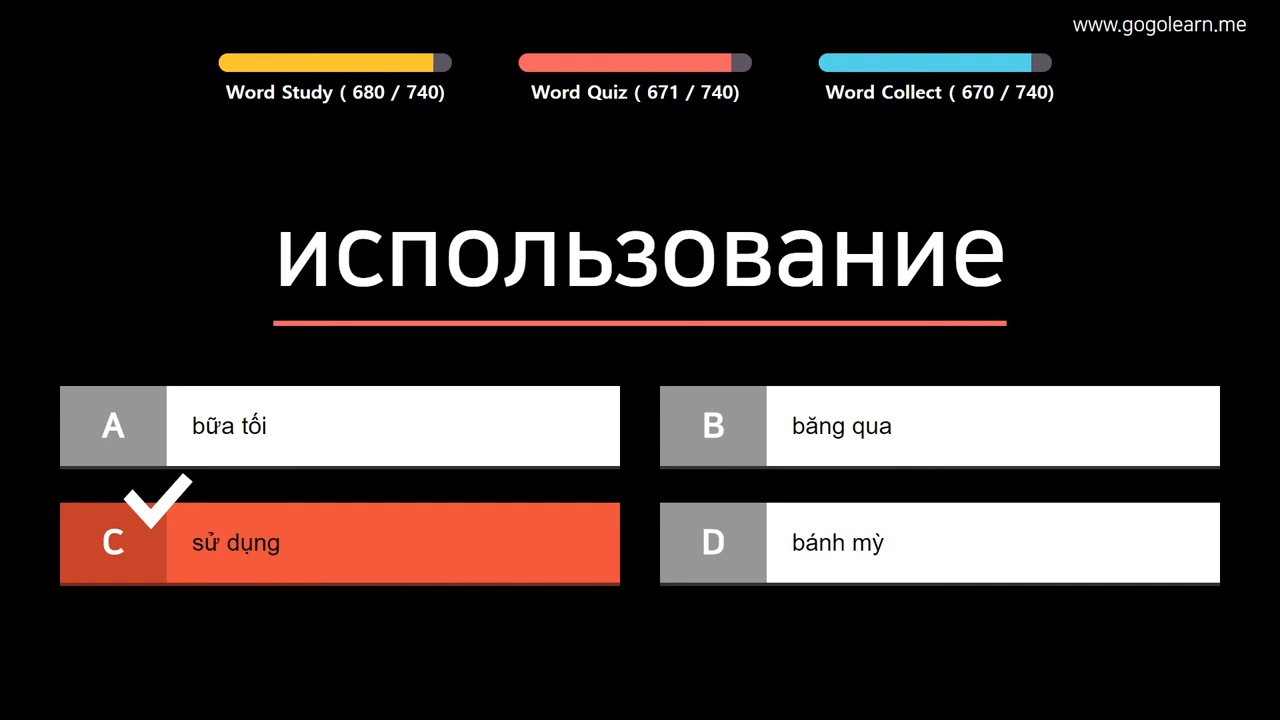 www.gogolearn.me
Word Study ( 680 / 740)
Word Quiz ( 671 / 740)
Word Collect ( 670 / 740)
использование
A
bữa tối
B
băng qua
C
sử dụng
D
bánh mỳ